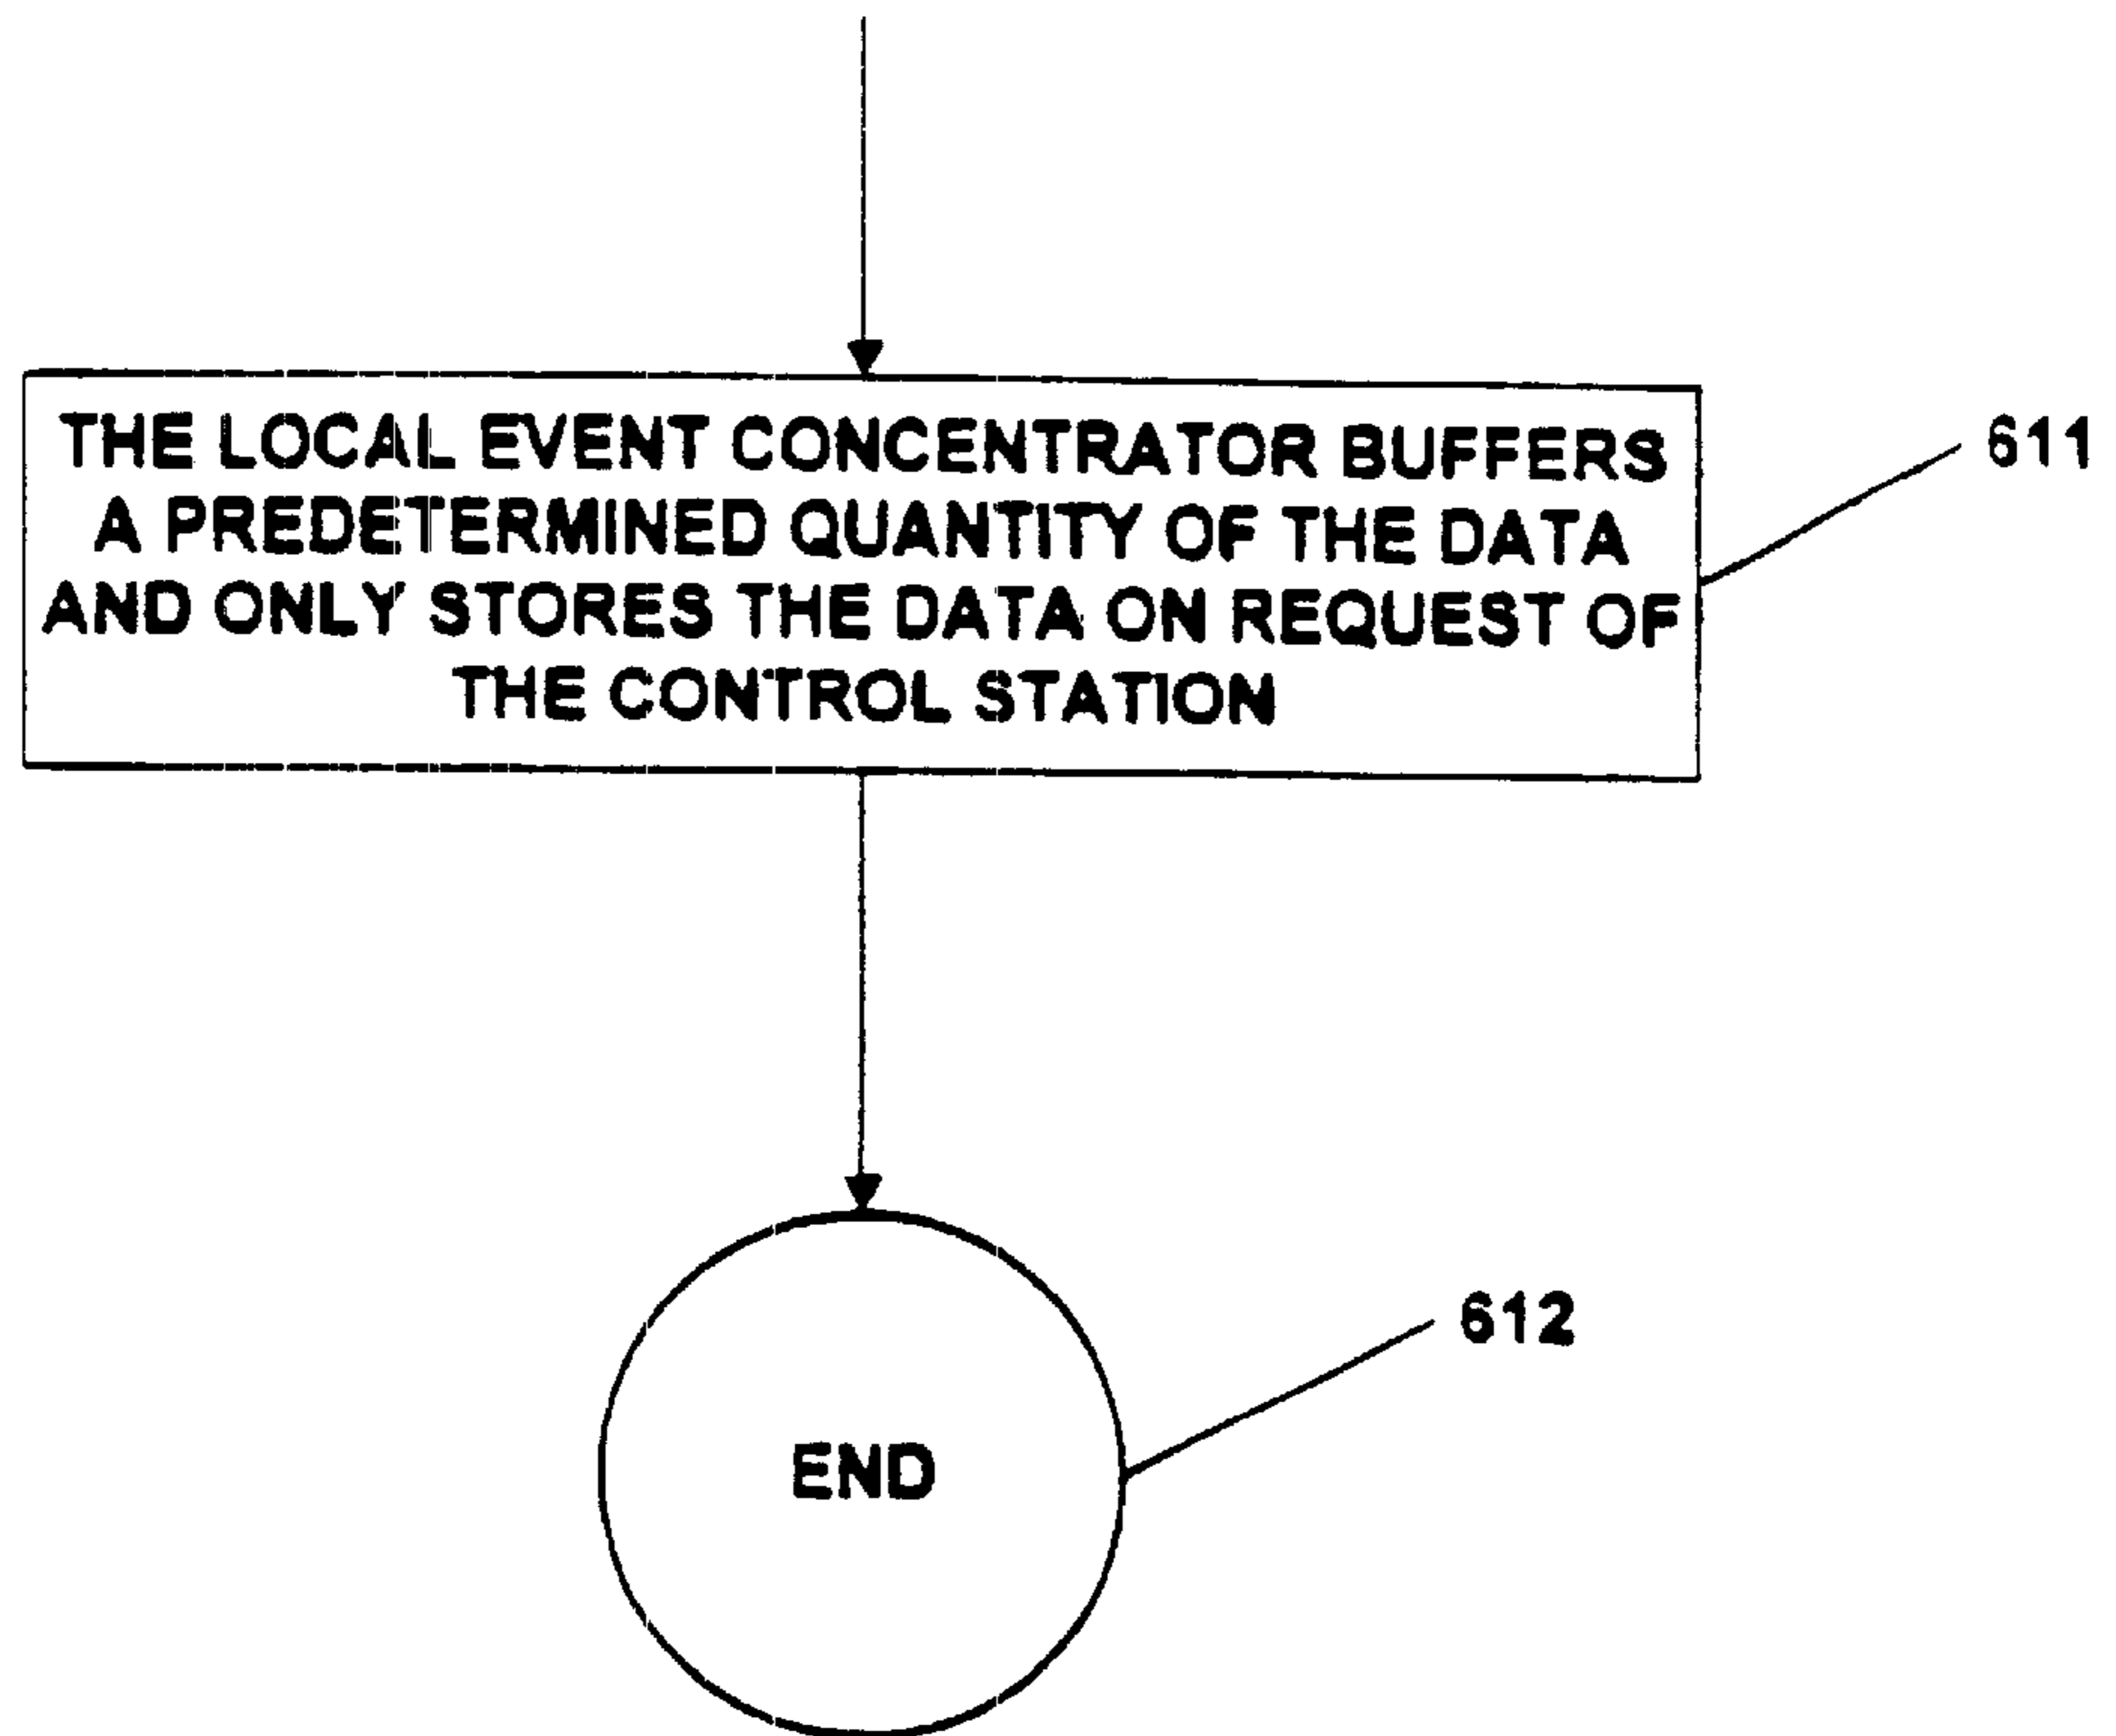 THE LOCAL EVENT CONCENTRATOR BUFFERS
A PREDETERMINED QUANTITY OF THE DATA
AND ONLY STORES THE DATA ON REQUEST OF
THE CONTROL STATION
611
612
END